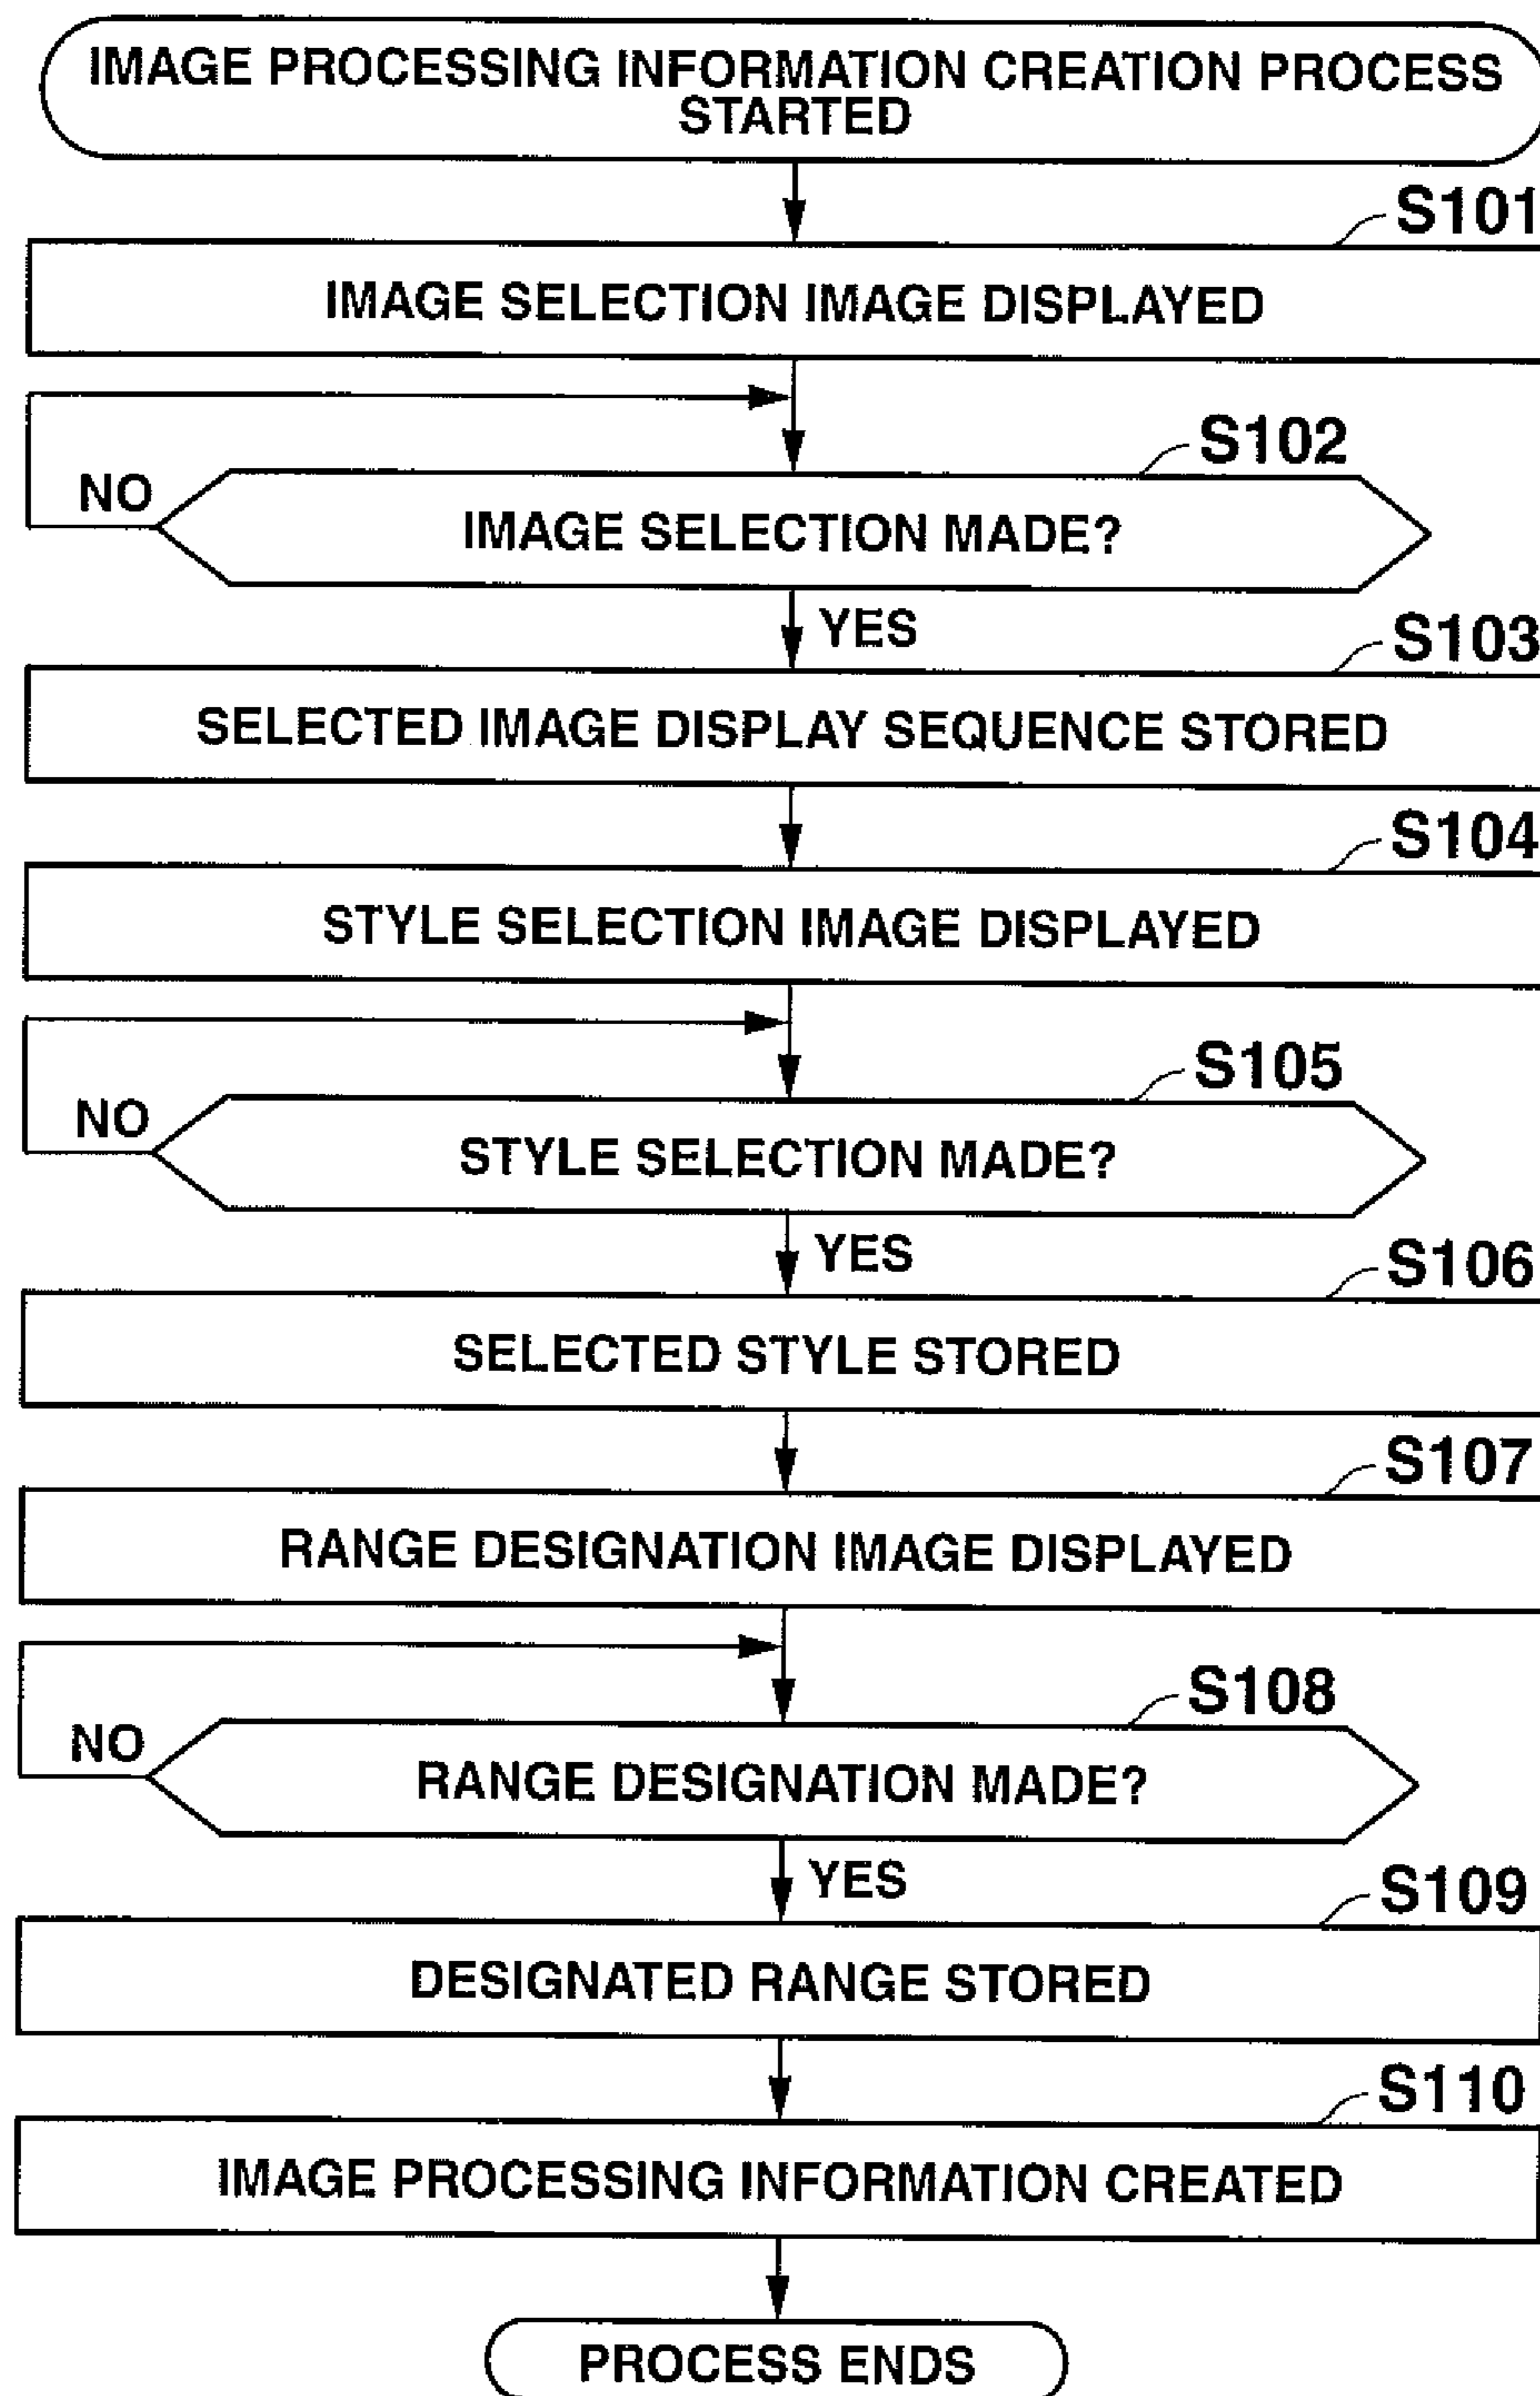 IMAGE PROCESSING INFORMATION CREATION PROCESS
STARTED
S101
IMAGE SELECTION IMAGE DISPLAYED
S102
NO
IMAGE SELECTION MADE?
YES
S103
SELECTED IMAGE DISPLAY SEQUENCE STORED
S104
STYLE SELECTION IMAGE DISPLAYED
S105
NO
STYLE SELECTION MADE?
YES
S106
SELECTED STYLE STORED
S107
RANGE DESIGNATION IMAGE DISPLAYED
S108
NO
RANGE DESIGNATION MADE?
YES
S109
DESIGNATED RANGE STORED
S110
IMAGE PROCESSING INFORMATION CREATED
PROCESS ENDS